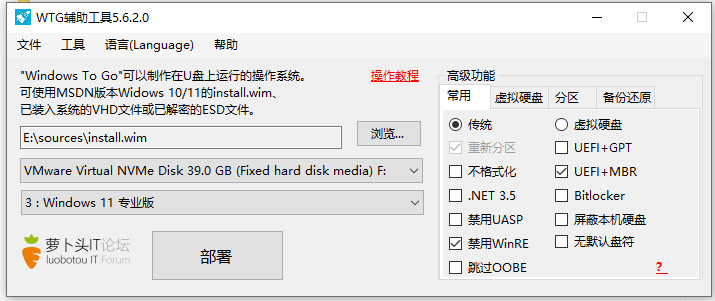 WTG辅助工具5.6.2.0
文件 工具 语言(Language) 帮助
"Windows To Go"可以制作在U盘上运行的操作系统。
可使用MSDN版本Widows 10/11的install.wim、
已装入系统的VHD文件或已解密的ESD文件。
操作教程
E:\sources\install.wim
浏览...
VMware Virtual NVMe Disk 39.0 GB (Fixed hard disk media) F:
3 : Windows 11 专业版
萝卜头IT论坛
luobotou IT Forum
部署
高级功能
常用 虚拟硬盘 分区 备份还原
传统 虚拟硬盘
重新分区 UEFI+GPT
不格式化 UEFI+MBR
.NET 3.5 Bitlocker
禁用UASP 屏蔽本机硬盘
禁用WinRE 无默认盘符
跳过OOBE ?